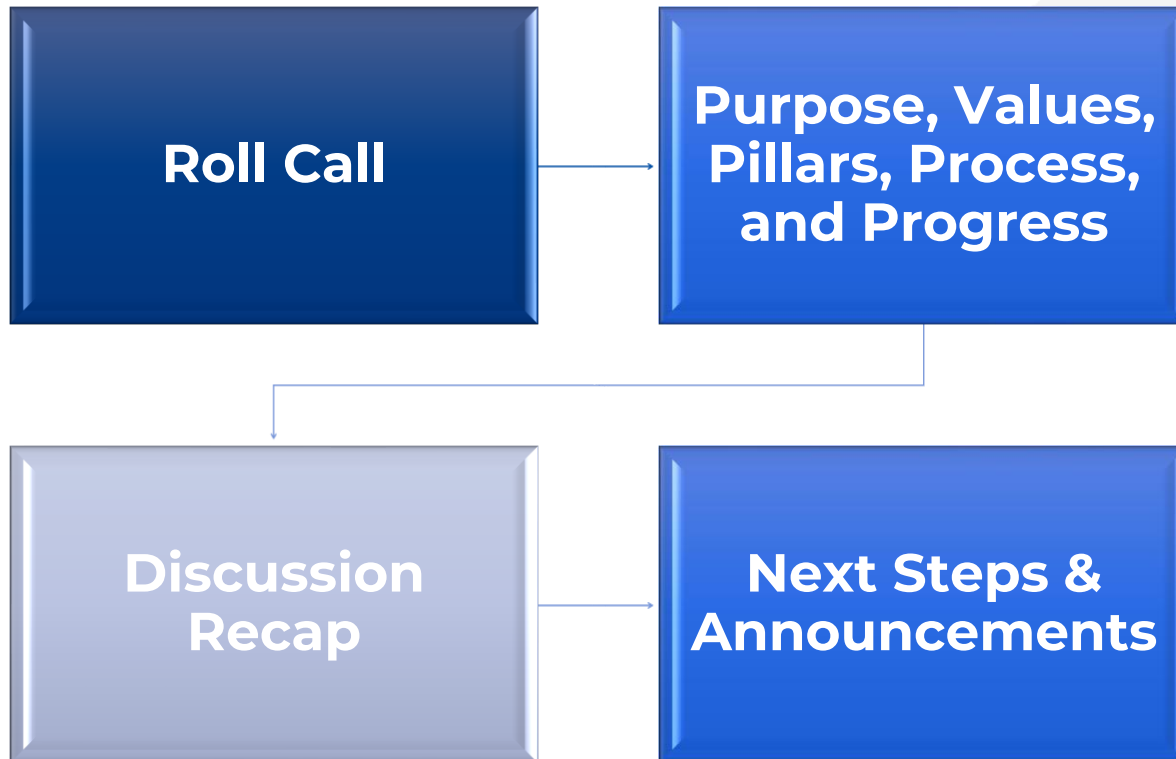 Roll Call
Purpose, Values,
Pillars, Process,
and Progress
Discussion
Recap
Next Steps &
Announcements